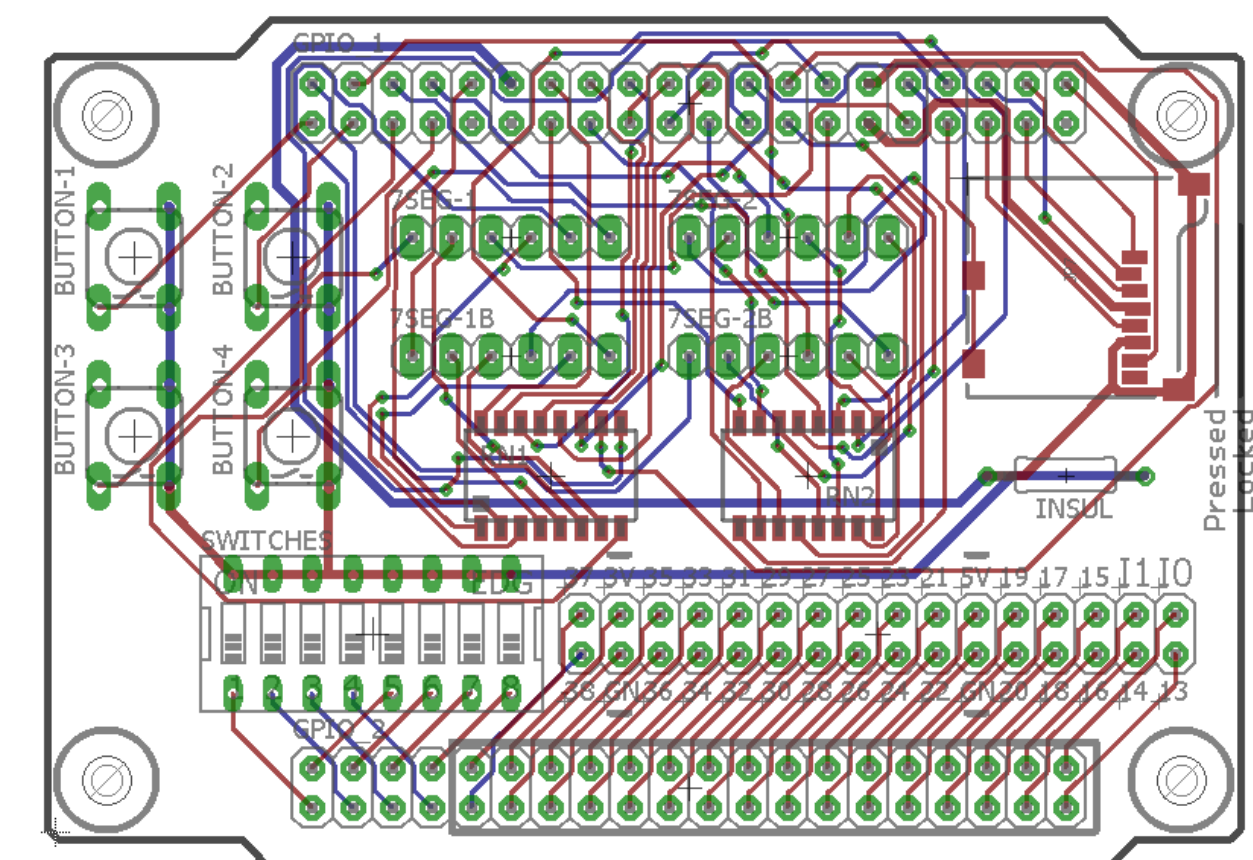 GPIO_1
BUTTON-1
BUTTON-2
7SEG-1
7SEG-2
7SEG-1B
7SEG-2B
BUTTON-3
BUTTON-4
RN1
RN2
INSUL
Pressed
Locked
SWITCHES
ON
EDG
37 5V 35 33 31 29 27 25 23 21 5V 19 17 15 J1IO
1 2 3 4 5 6 7 8
38 GN 36 34 32 30 28 26 24 22 GN 20 18 16 14 13
GPIO_2